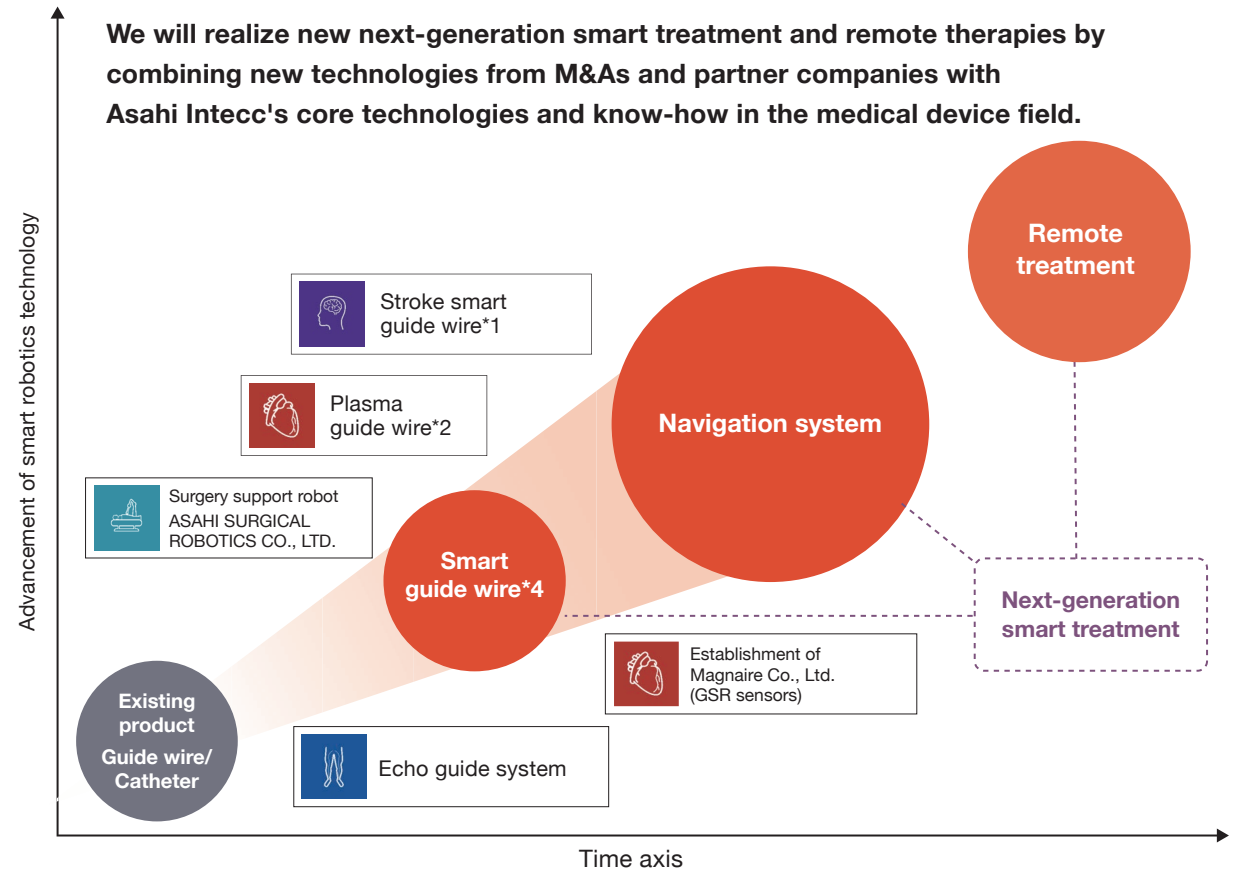 We will realize new next-generation smart treatment and remote therapies by
combining new technologies from M&As and partner companies with
Asahi Intecc's core technologies and know-how in the medical device field.
Advancement of smart robotics technology
Remote
treatment
Stroke smart
guide wire*1
Navigation system
Plasma
guide wire*2
Surgery support robot
ASAHI SURGICAL
ROBOTICS CO., LTD.
Smart
guide wire*4
Next-generation
smart treatment
Establishment of
Magnaire Co., Ltd.
(GSR sensors)
Existing
product
Guide wire/
Catheter
Echo guide system
Time axis